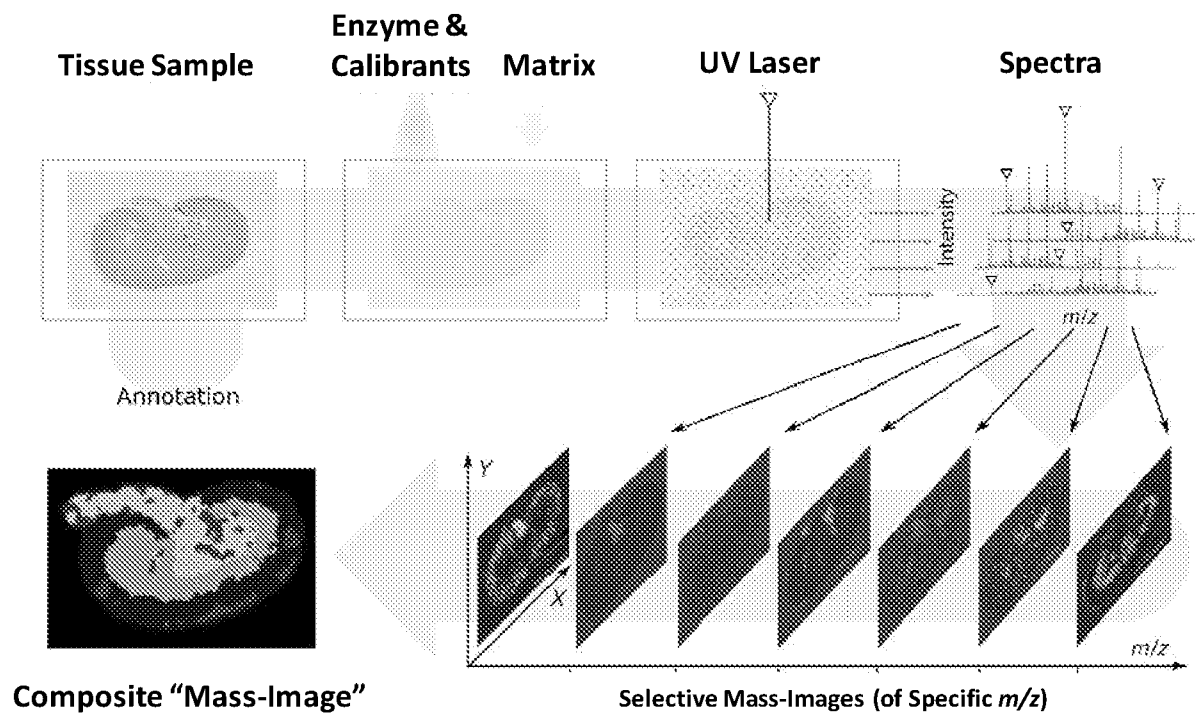 Tissue Sample
Enzyme &
Calibrants
Matrix
UV Laser
Spectra
Intensity
m/z
Annotation
Y
X
m/z
Composite “Mass-Image”
Selective Mass-Images (of Specific m/z)